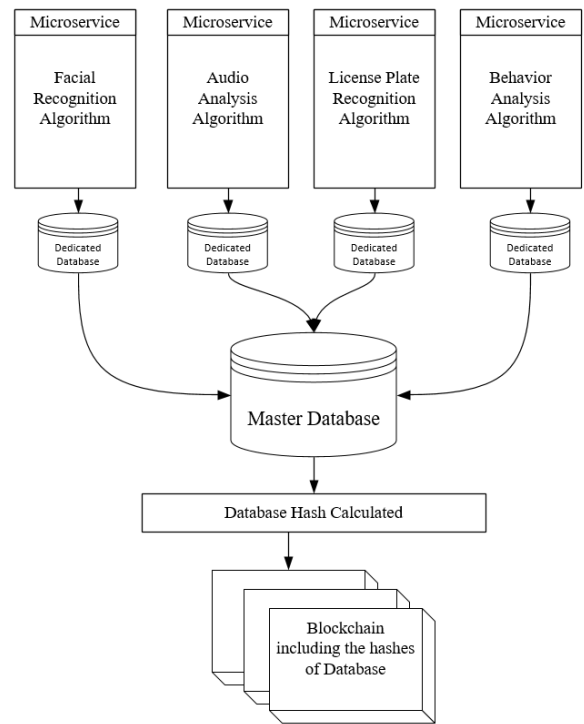 Microservice
Facial
Recognition
Algorithm
Microservice
Audio
Analysis
Algorithm
Microservice
License Plate
Recognition
Algorithm
Microservice
Behavior
Analysis
Algorithm
Dedicated
Database
Dedicated
Database
Dedicated
Database
Dedicated
Database
Master Database
Database Hash Calculated
Blockchain
including the hashes
of Database